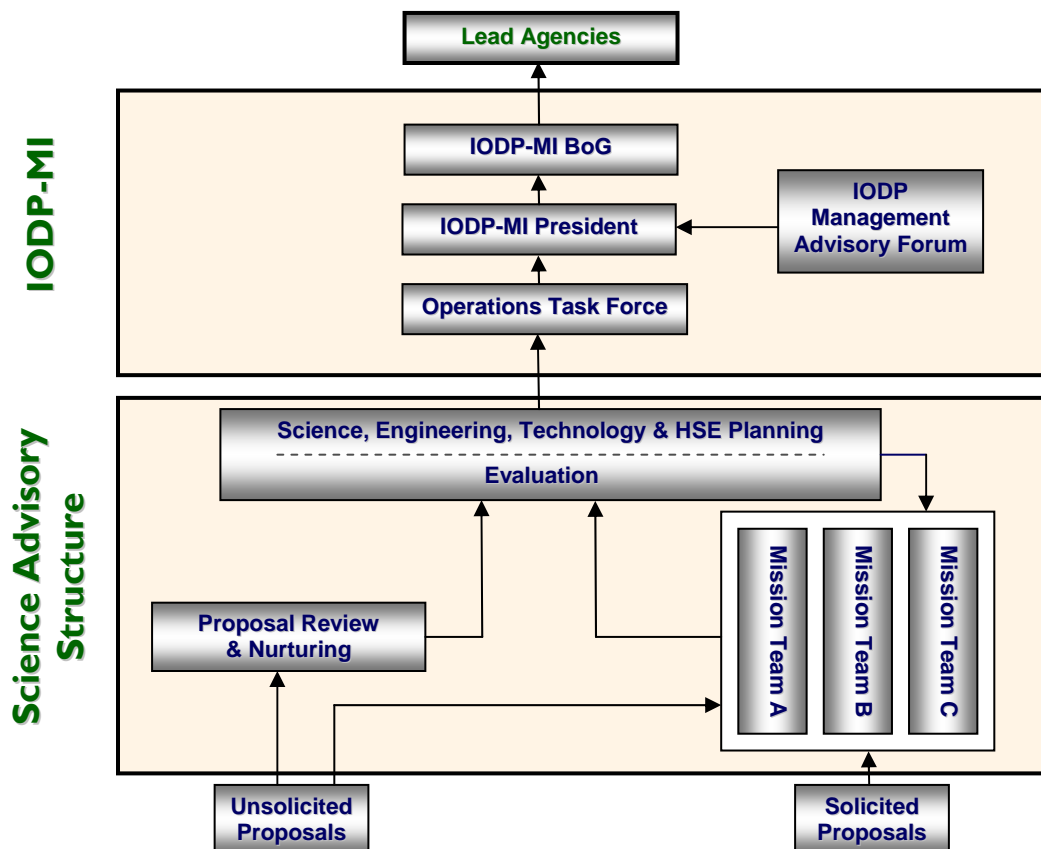 Lead Agencies
IODP-MI
IODP-MI BoG
IODP-MI President
IODP
Management
Advisory Forum
Operations Task Force
Science Advisory
Structure
Science, Engineering, Technology & HSE Planning
Evaluation
Mission Team A
Mission Team B
Mission Team C
Proposal Review
& Nurturing
Unsolicited
Proposals
Solicited
Proposals